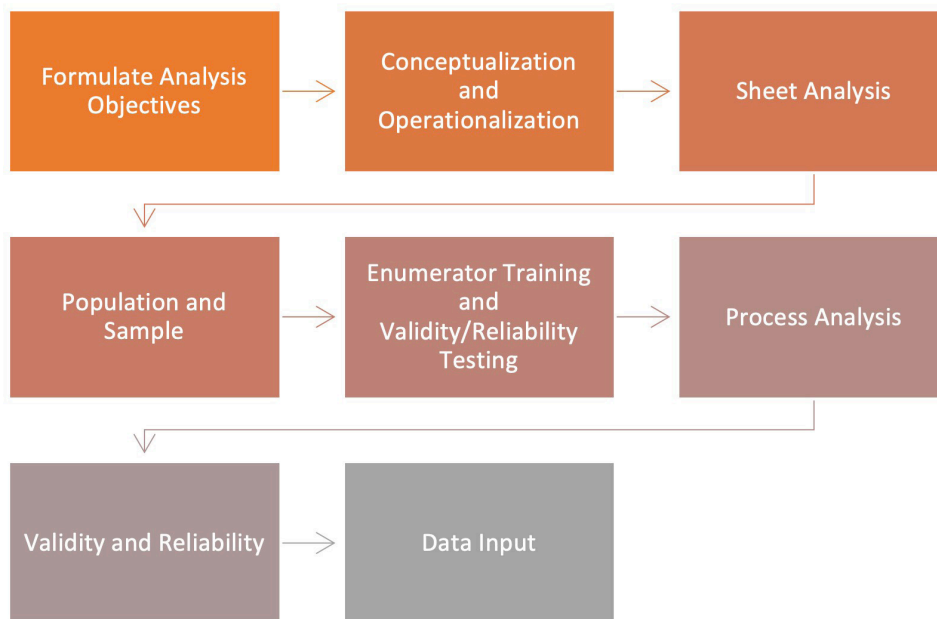 Formulate Analysis
Objectives
Conceptualization
and
Operationalization
Sheet Analysis
Population and
Sample
Enumerator Training
and
Validity/Reliability
Testing
Process Analysis
Validity and Reliability
Data Input